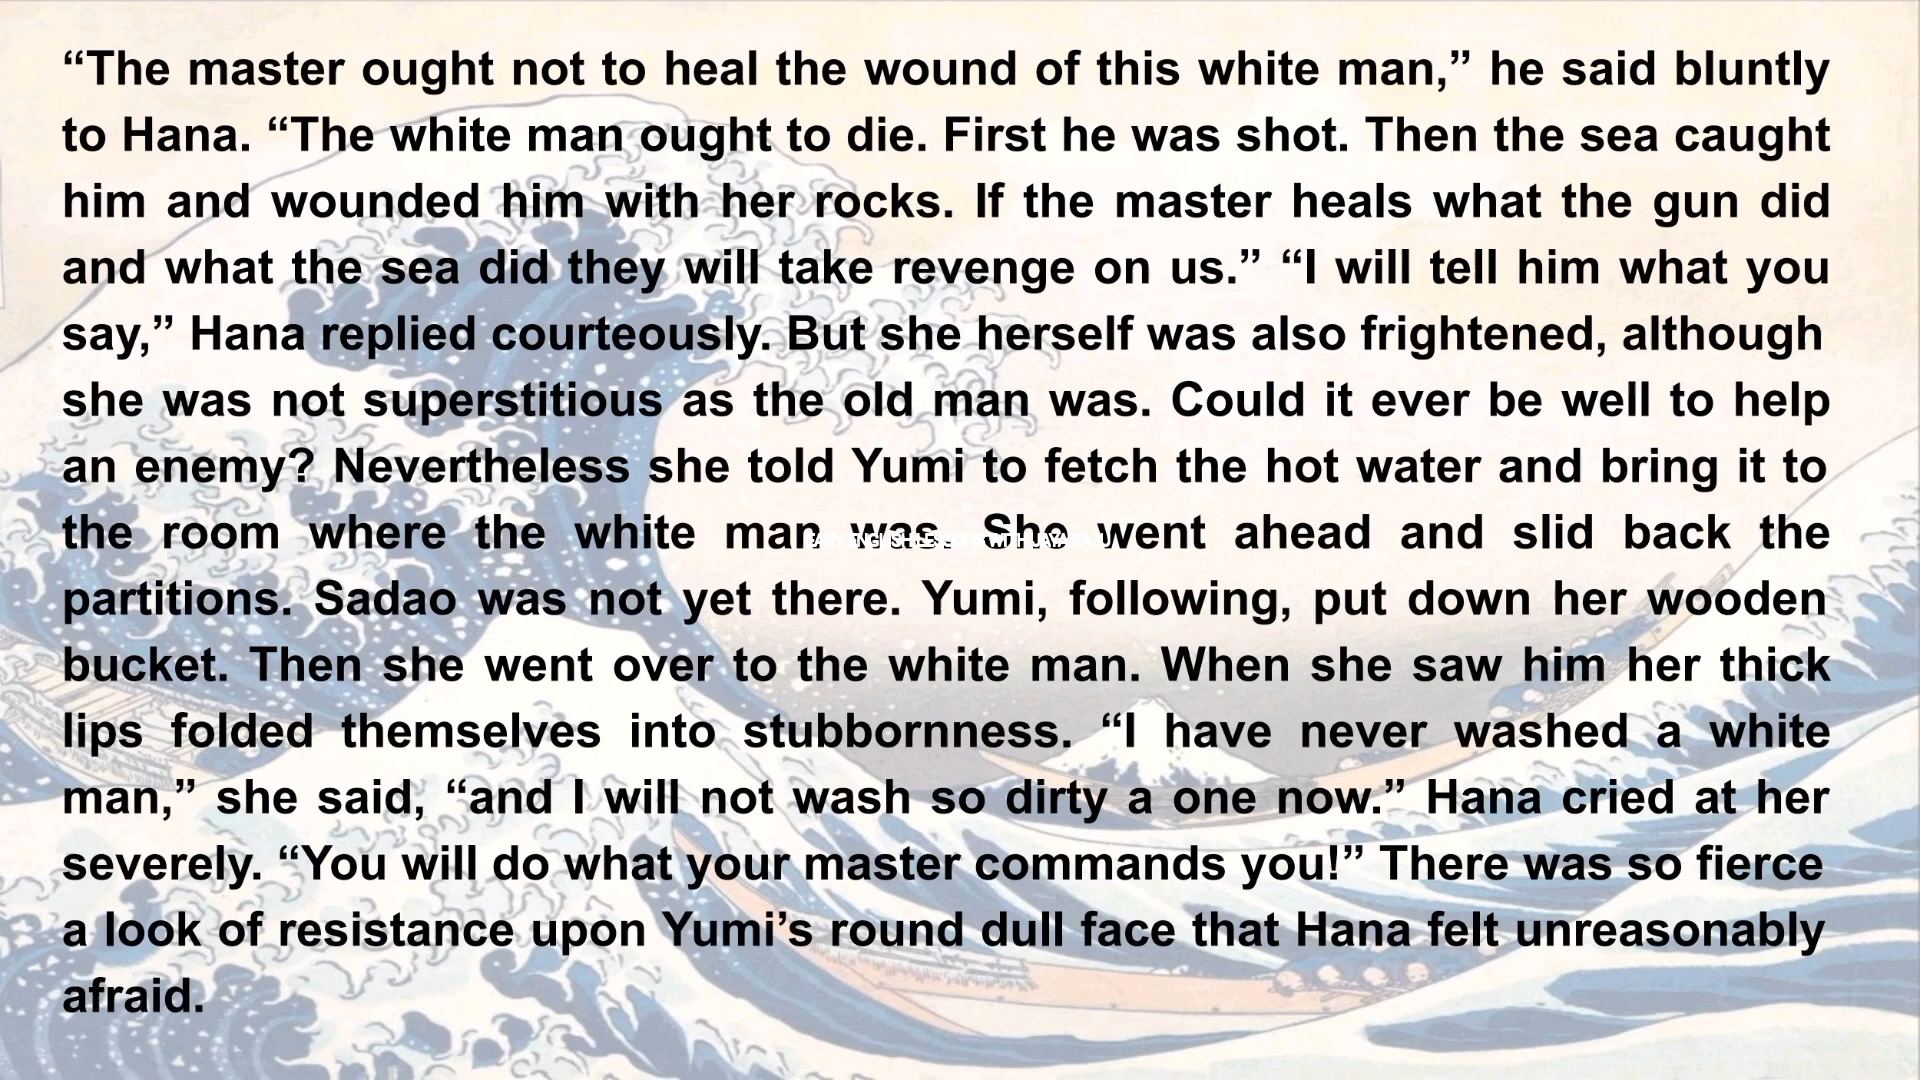 “The master ought not to heal the wound of this white man,” he said bluntly
to Hana. “The white man ought to die. First he was shot. Then the sea caught
him and wounded him with her rocks. If the master heals what the gun did
and what the sea did they will take revenge on us.” “I will tell him what you
say,” Hana replied courteously. But she herself was also frightened, although
she was not superstitious as the old man was. Could it ever be well to help
an enemy? Nevertheless she told Yumi to fetch the hot water and bring it to
the room where the white man was. She went ahead and slid back the
partitions. Sadao was not yet there. Yumi, following, put down her wooden
bucket. Then she went over to the white man. When she saw him her thick
lips folded themselves into stubbornness. “I have never washed a white
man,” she said, “and I will not wash so dirty a one now.” Hana cried at her
severely. “You will do what your master commands you!” There was so fierce
a look of resistance upon Yumi’s round dull face that Hana felt unreasonably
afraid.